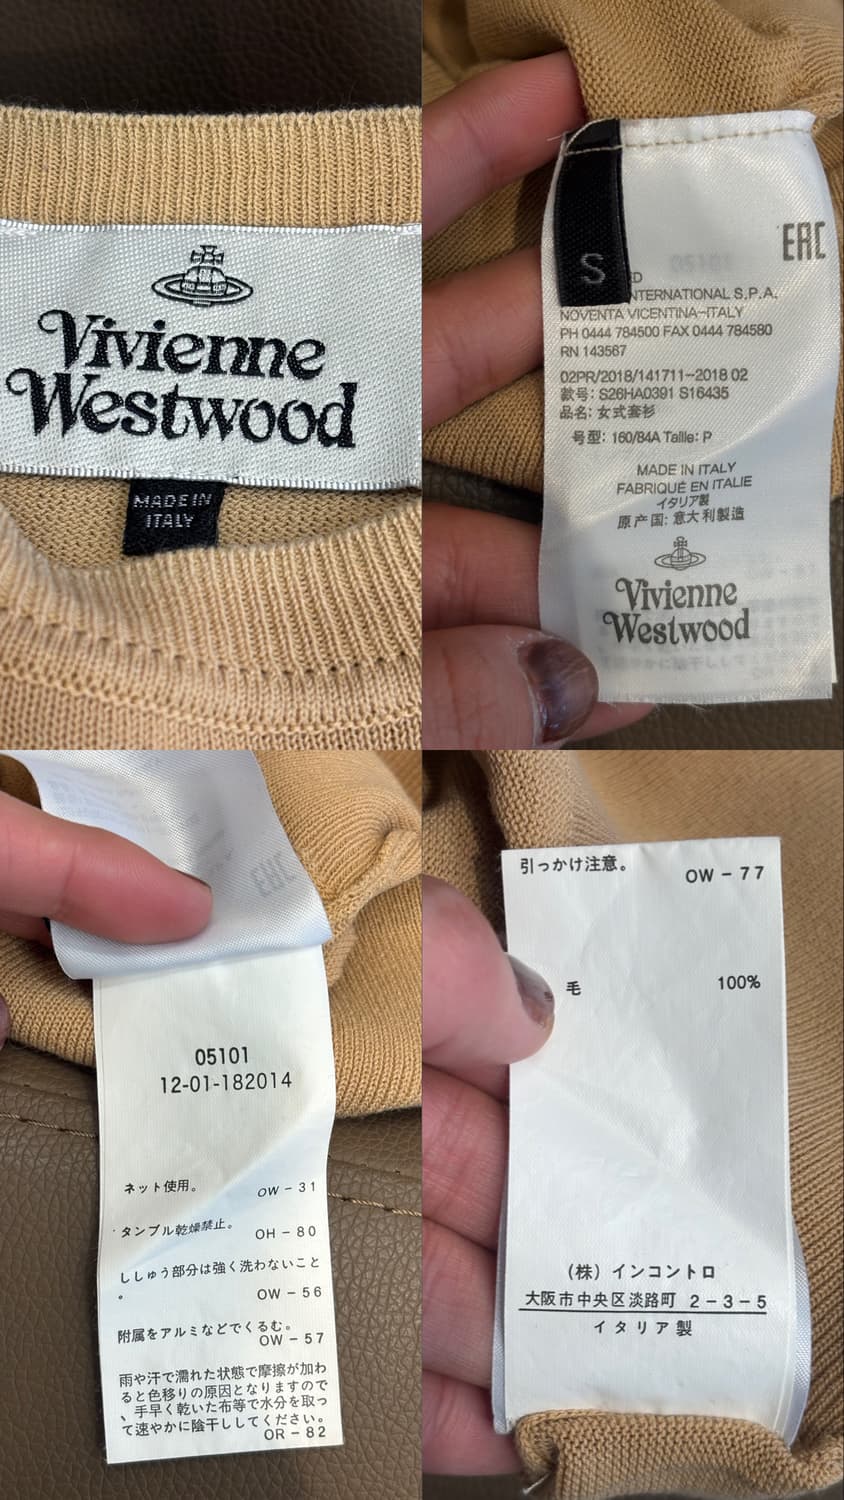 Vivienne
Westwood
MADE IN
ITALY
S
EAC
05101
ED
NTERNATIONAL S.P.A.
NOVENTA VICENTINA-ITALY
PH 0444 784500 FAX 0444 784580
RN 143567
02PR/2018/141711-2018 02
款号: S26HA0391 S16435
品名: 女式套衫
号型: 160/84A Taille: P
MADE IN ITALY
FABRIQUÉ EN ITALIE
イタリア製
原产国: 意大利製造
Vivienne
Westwood
EAC
05101
12-01-182014
ネット使用。
OW-31
タンブル乾燥禁止。
OH-80
ししゅう部分は強く洗わないこと
。
OW-56
附属をアルミなどでくるむ。
OW-57
雨や汗で濡れた状態で摩擦が加わ
ると色移りの原因となりますので
、手早く乾いた布等で水分を取っ
て速やかに陰干ししてください。
OR-82
引っかけ注意。
OW-77
毛 100%
(株)インコントロ
大阪市中央区淡路町 2-3-5
イタリア製